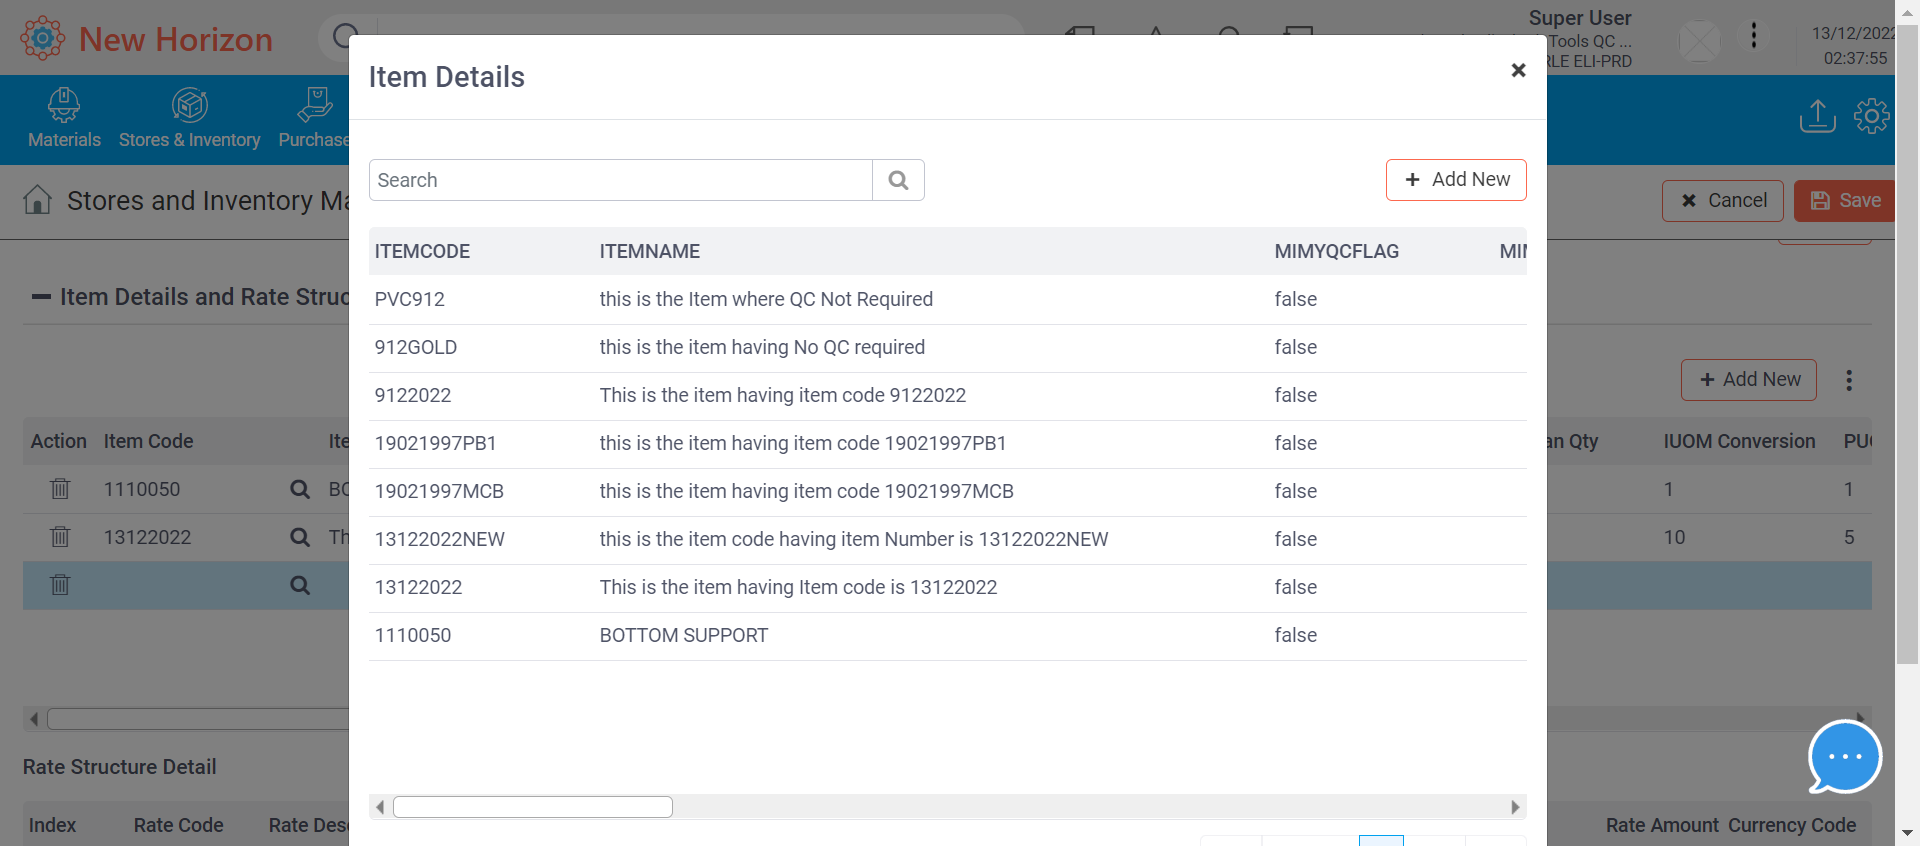 New Horizon
Super User
Tools QC ...
RLE ELI-PRD
13/12/2022
02:37:55
Item Details
Materials
Stores & Inventory
Purchase
Search
+ Add New
Stores and Inventory Ma
Cancel
Save
ITEMCODE ITEMNAME MIMYQCFLAG MIM
PVC912 this is the Item where QC Not Required false
912GOLD this is the item having No QC required false
9122022 This is the item having item code 9122022 false
19021997PB1 this is the item having item code 19021997PB1 false
19021997MCB this is the item having item code 19021997MCB false
13122022NEW this is the item code having item Number is 13122022NEW false
13122022 This is the item having Item code is 13122022 false
1110050 BOTTOM SUPPORT false
Item Details and Rate Struc
+ Add New
Action Item Code Ite an Qty IUOM Conversion PU
1110050 BO 1 1
13122022 Th 10 5
Rate Structure Detail
Index Rate Code Rate Desc Rate Amount Currency Code